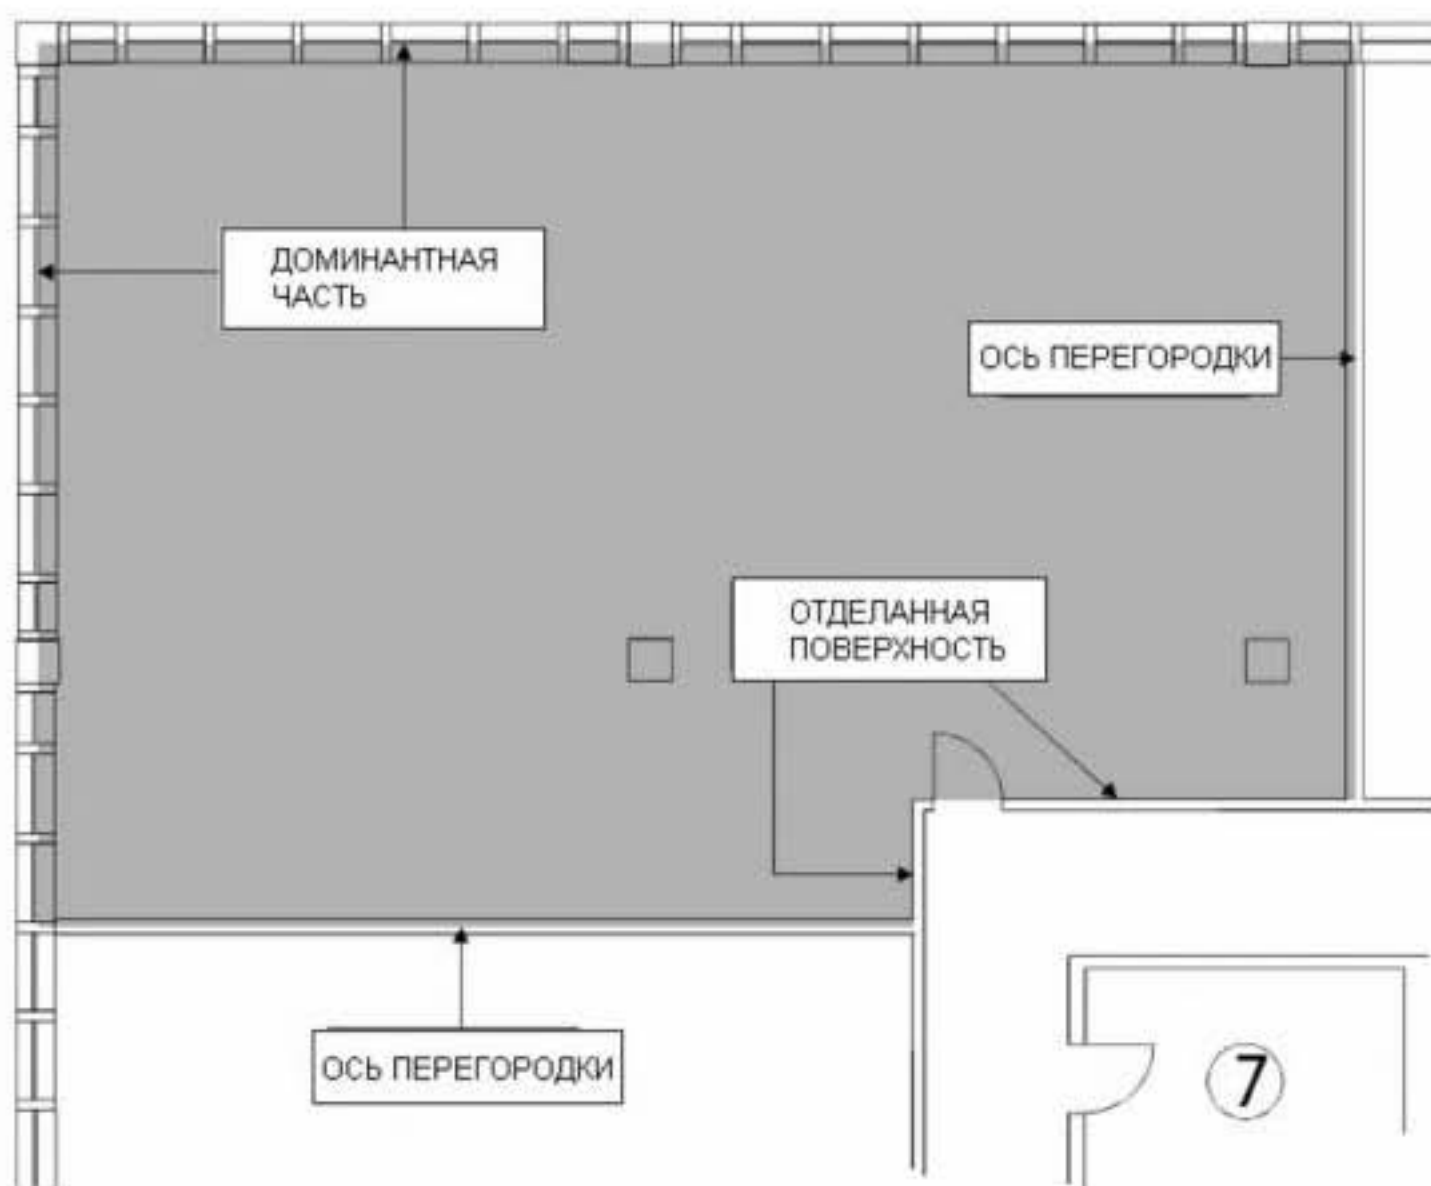 ДОМИНАНТНАЯ
ЧАСТЬ
ОСЬ ПЕРЕГОРОДКИ
ОТДЕЛАННАЯ
ПОВЕРХНОСТЬ
ОСЬ ПЕРЕГОРОДКИ
7